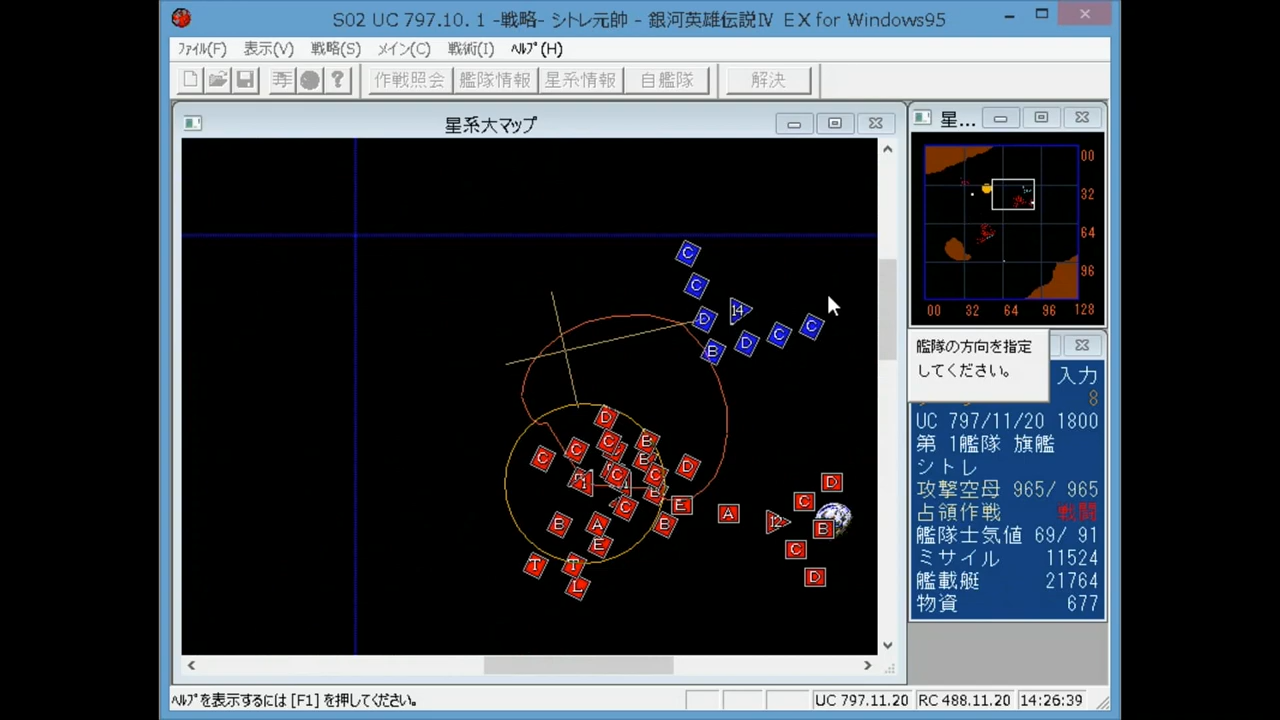 S02 UC 797.10. 1 -戦略- シトレ元帥 - 銀河英雄伝説Ⅳ EX for Windows95
ﾌｧｲﾙ(F) 表示(V) 戦略(S) メイン(C) 戦術(I) ﾍﾙﾌﾟ(H)
作戦照会 艦隊情報 星系情報 自艦隊 解決
星系大マップ
星...
00
32
64
96
00 32 64 96 128
C
C
14
D
C
C
D
B
艦隊の方向を指定
してください。
入力
8
UC 797/11/20 1800
第 1艦隊 旗艦
シトレ
攻撃空母 965/ 965
占領作戦 戦闘
艦隊士気値 69/ 91
ミサイル 11524
艦載艇 21764
物資 677
D
C
B
C
C
B
D
C
C
B
E
C
B
A
B
E
T
T
L
A
12
D
C
B
C
D
ﾍﾙﾌﾟを表示するには [F1] を押してください。
UC 797.11.20 RC 488.11.20 14:26:39